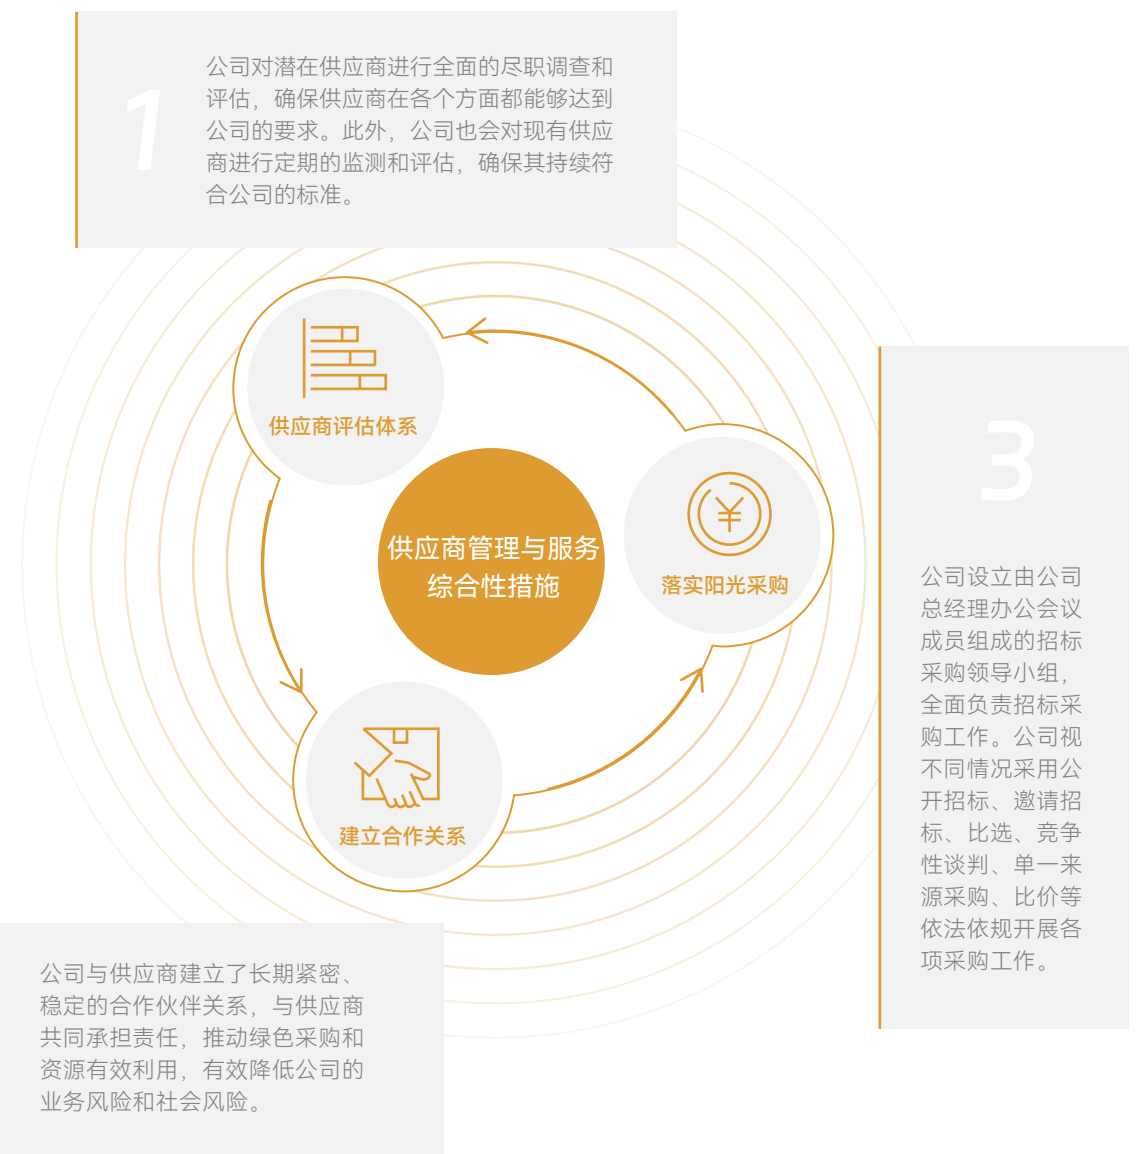 1
公司对潜在供应商进行全面的尽职调查和
评估，确保供应商在各个方面都能够达到
公司的要求。此外，公司也会对现有供应
商进行定期的监测和评估，确保其持续符
合公司的标准。
供应商评估体系
供应商管理与服务
综合性措施
落实阳光采购
建立合作关系
3
公司设立由公司
总经理办公会议
成员组成的招标
采购领导小组，
全面负责招标采
购工作。公司视
不同情况采用公
开招标、邀请招
标、比选、竞争
性谈判、单一来
源采购、比价等
依法依规开展各
项采购工作。
公司与供应商建立了长期紧密、
稳定的合作伙伴关系，与供应商
共同承担责任，推动绿色采购和
资源有效利用，有效降低公司的
业务风险和社会风险。